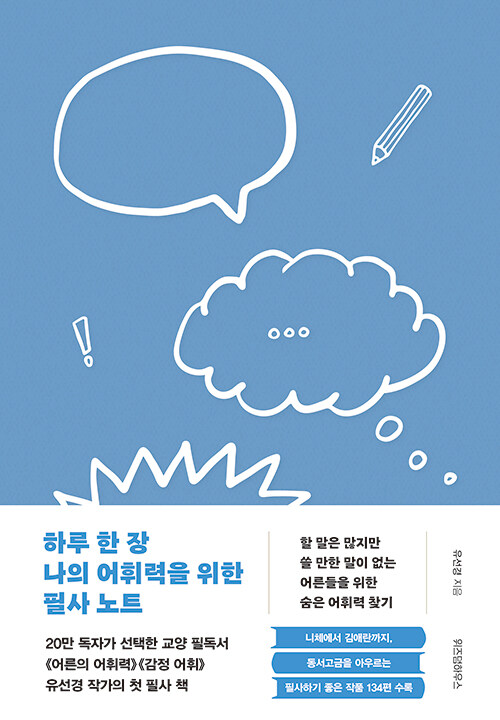 하루 한 장
나의 어휘력을 위한
필사 노트
20만 독자가 선택한 교양 필독서
《어른의 어휘력》《감정 어휘》
유선경 작가의 첫 필사 책
할 말은 많지만
쓸 만한 말이 없는
어른들을 위한
숨은 어휘력 찾기
니체에서 김애란까지,
동서고금을 아우르는
필사하기 좋은 작품 134편 수록
유선경 지음
위즈덤하우스